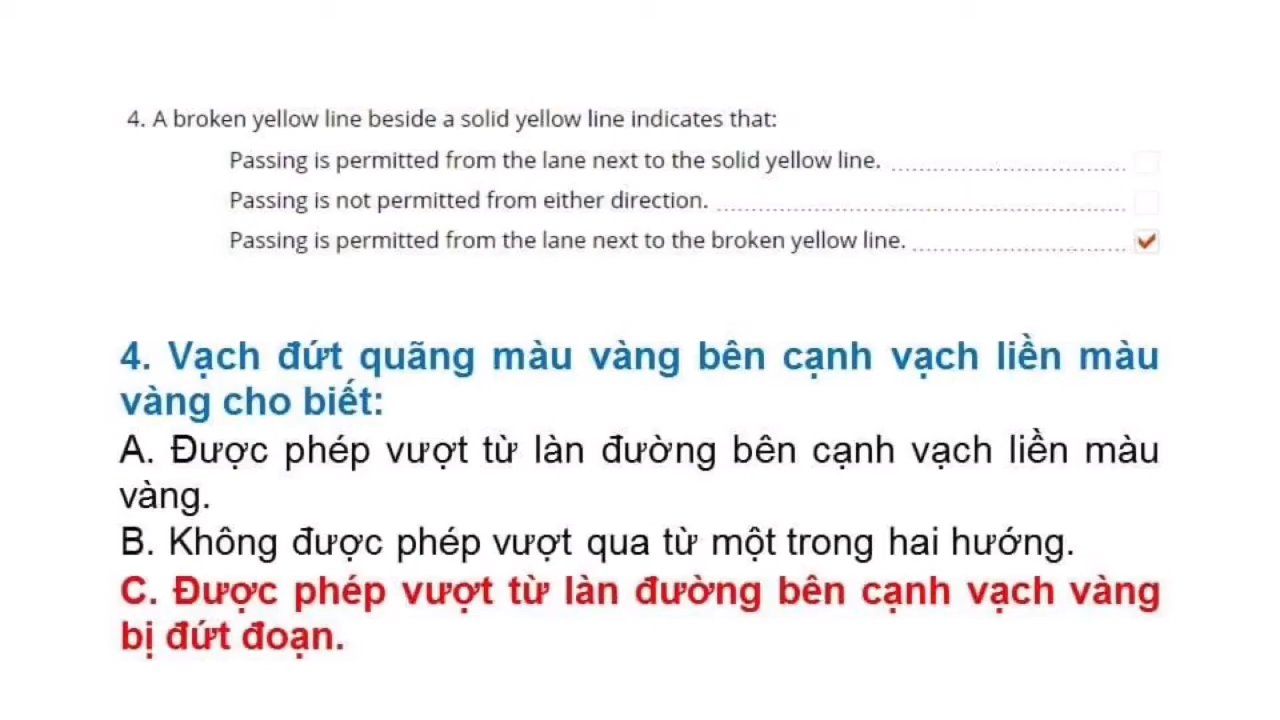 4. A broken yellow line beside a solid yellow line indicates that:
Passing is permitted from the lane next to the solid yellow line.
Passing is not permitted from either direction.
Passing is permitted from the lane next to the broken yellow line.
4. Vạch đứt quãng màu vàng bên cạnh vạch liền màu
vàng cho biết:
A. Được phép vượt từ làn đường bên cạnh vạch liền màu
vàng.
B. Không được phép vượt qua từ một trong hai hướng.
C. Được phép vượt từ làn đường bên cạnh vạch vàng
bị đứt đoạn.